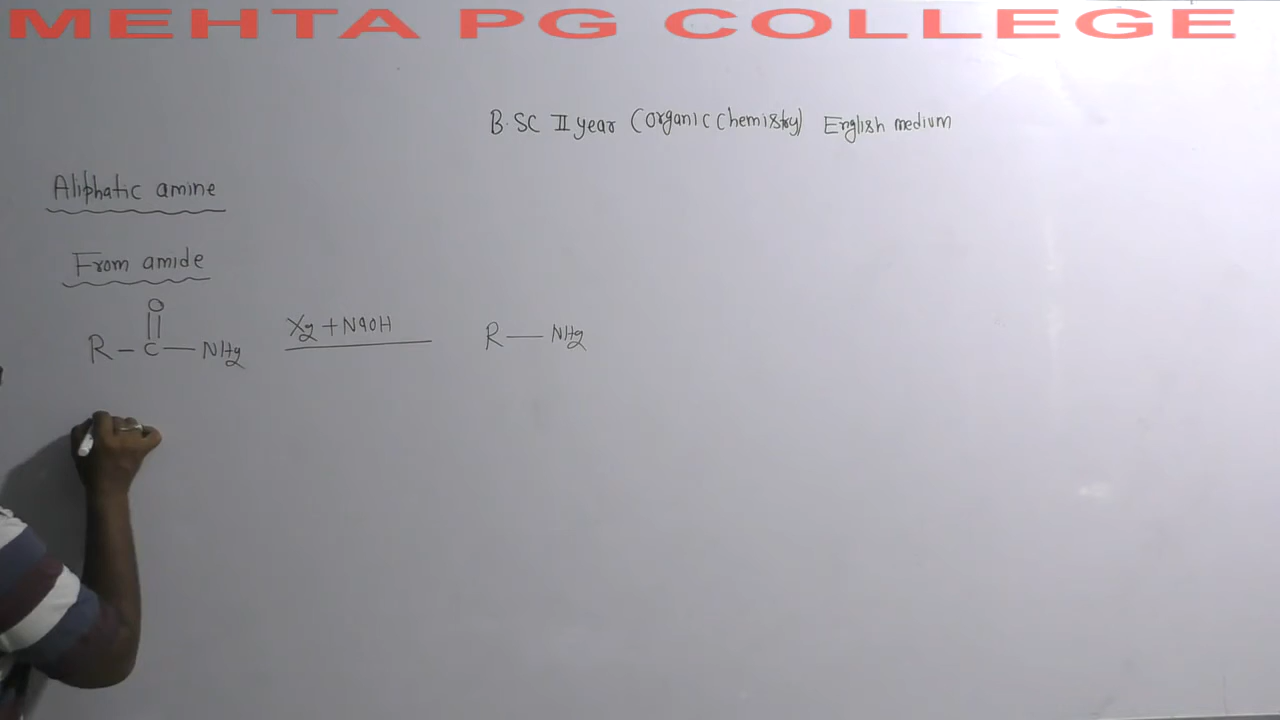 MEHTA PG COLLEGE
B.SC II year (Organic Chemistry) English medium
Aliphatic amine
From amide
O
R – C — NH2 X2 + NaOH R — NH2